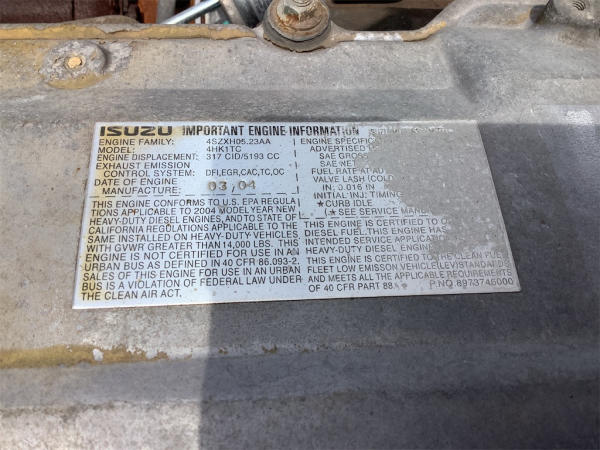 ISUZU IMPORTANT ENGINE INFORMATION
ENGINE FAMILY: 4SZXH05.23AA
MODEL: 4HK1TC
ENGINE DISPLACEMENT: 317 CID/5193 CC
EXHAUST EMISSION
CONTROL SYSTEM: DFI,EGR,CAC,TC,OC
DATE OF ENGINE
MANUFACTURE: 03,04
THIS ENGINE CONFORMS TO U.S. EPA REGULA
TIONS APPLICABLE TO 2004 MODEL YEAR NEW
HEAVY-DUTY DIESEL ENGINES, AND TO STATE OF
CALIFORNIA REGULATIONS APPLICABLE TO THE
SAME INSTALLED ON HEAVY-DUTY VEHICLES
WITH GVWR GREATER THAN 14,000 LBS. THIS
ENGINE IS NOT CERTIFIED FOR USE IN AN
URBAN BUS AS DEFINED IN 40 CFR 86.093-2.
SALES OF THIS ENGINE FOR USE IN AN URBAN
BUS IS A VIOLATION OF FEDERAL LAW UNDER
THE CLEAN AIR ACT.
ENGINE SPECIFIC
ADVERTISED
SAE GROSS
SAE NET
FUEL RATE AT
VALVE LASH (COLD)
IN. 0.016 IN
INITIAL INJ; TIMING
★CURB IDLE
(★SEE SERVICE MANU
THIS ENGINE IS CERTIFIED TO
DIESEL FUEL. THIS ENGINE HAS
INTENDED SERVICE APPLICA
HEAVY-DUTY DIESEL ENGINE
THIS ENGINE IS CERTIFIED TO THE CLEAN FUEL
FLEET LOW EMISSON VEHICLE(LEV)STANDARDS
AND MEETS ALL THE APPLICABLE REQUIREMENTS
OF 40 CFR PART 88
P.NO.8973745000